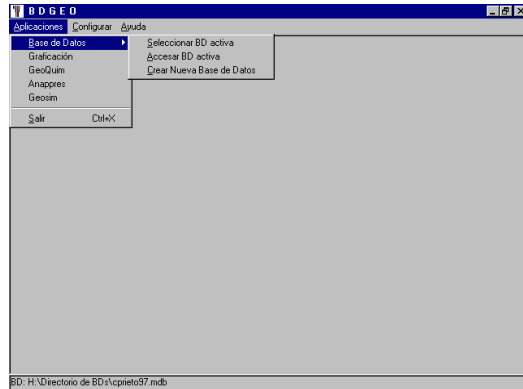 BDGEO
Aplicaciones Configurar Ayuda
Base de Datos
Seleccionar BD activa
Accesar BD activa
Crear Nueva Base de Datos
Graficación
GeoQuim
Anappres
Geosim
Salir Ctrl+X
BD: H:\Directorio de BDs\cprieto97.mdb